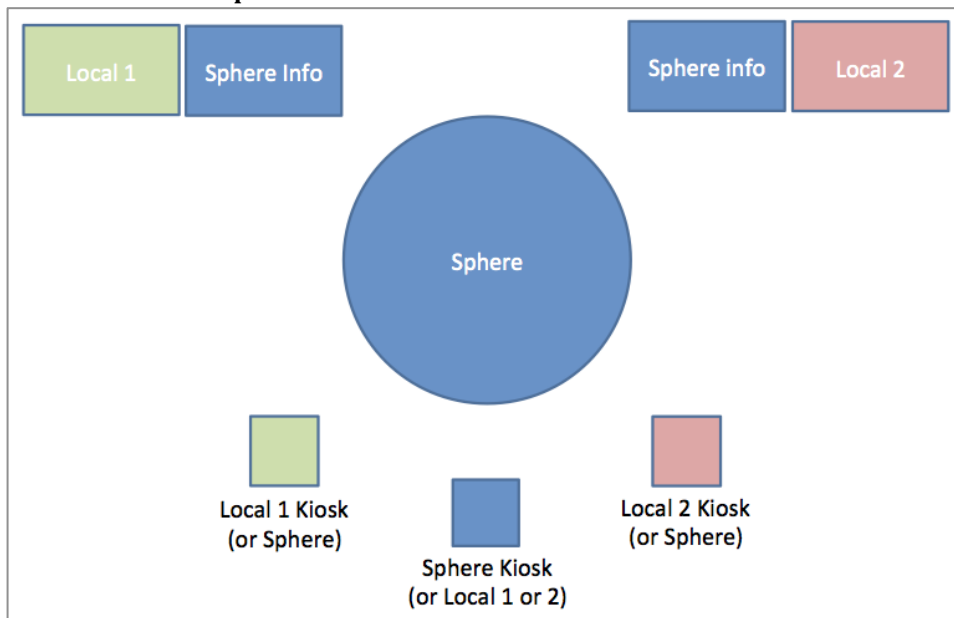 Local 1
Sphere Info
Sphere info
Local 2
Sphere
Local 1 Kiosk
(or Sphere)
Local 2 Kiosk
(or Sphere)
Sphere Kiosk
(or Local 1 or 2)